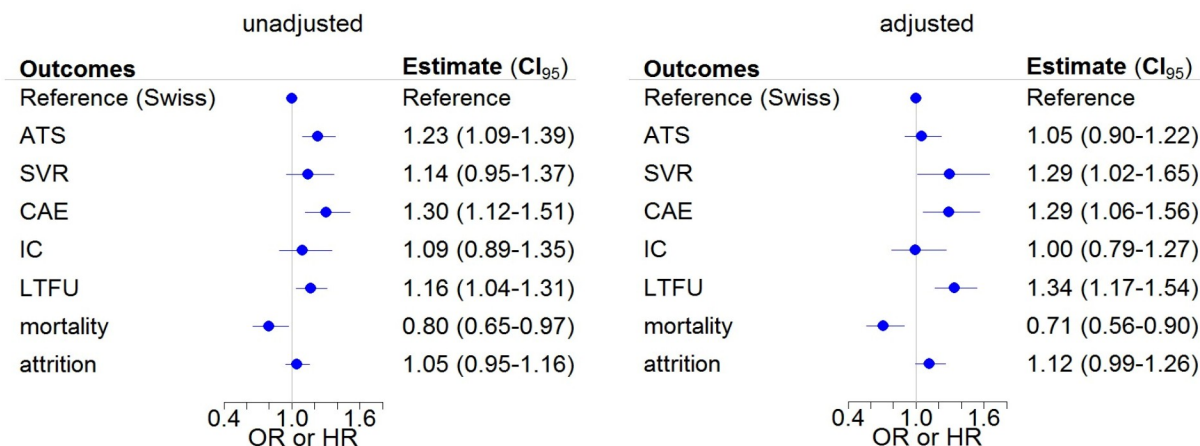 unadjusted
Outcomes Estimate (CI95)
Reference (Swiss) Reference
ATS 1.23 (1.09-1.39)
SVR 1.14 (0.95-1.37)
CAE 1.30 (1.12-1.51)
IC 1.09 (0.89-1.35)
LTFU 1.16 (1.04-1.31)
mortality 0.80 (0.65-0.97)
attrition 1.05 (0.95-1.16)
0.4 1.0 1.6
OR or HR
adjusted
Outcomes Estimate (CI95)
Reference (Swiss) Reference
ATS 1.05 (0.90-1.22)
SVR 1.29 (1.02-1.65)
CAE 1.29 (1.06-1.56)
IC 1.00 (0.79-1.27)
LTFU 1.34 (1.17-1.54)
mortality 0.71 (0.56-0.90)
attrition 1.12 (0.99-1.26)
0.4 1.0 1.6
OR or HR